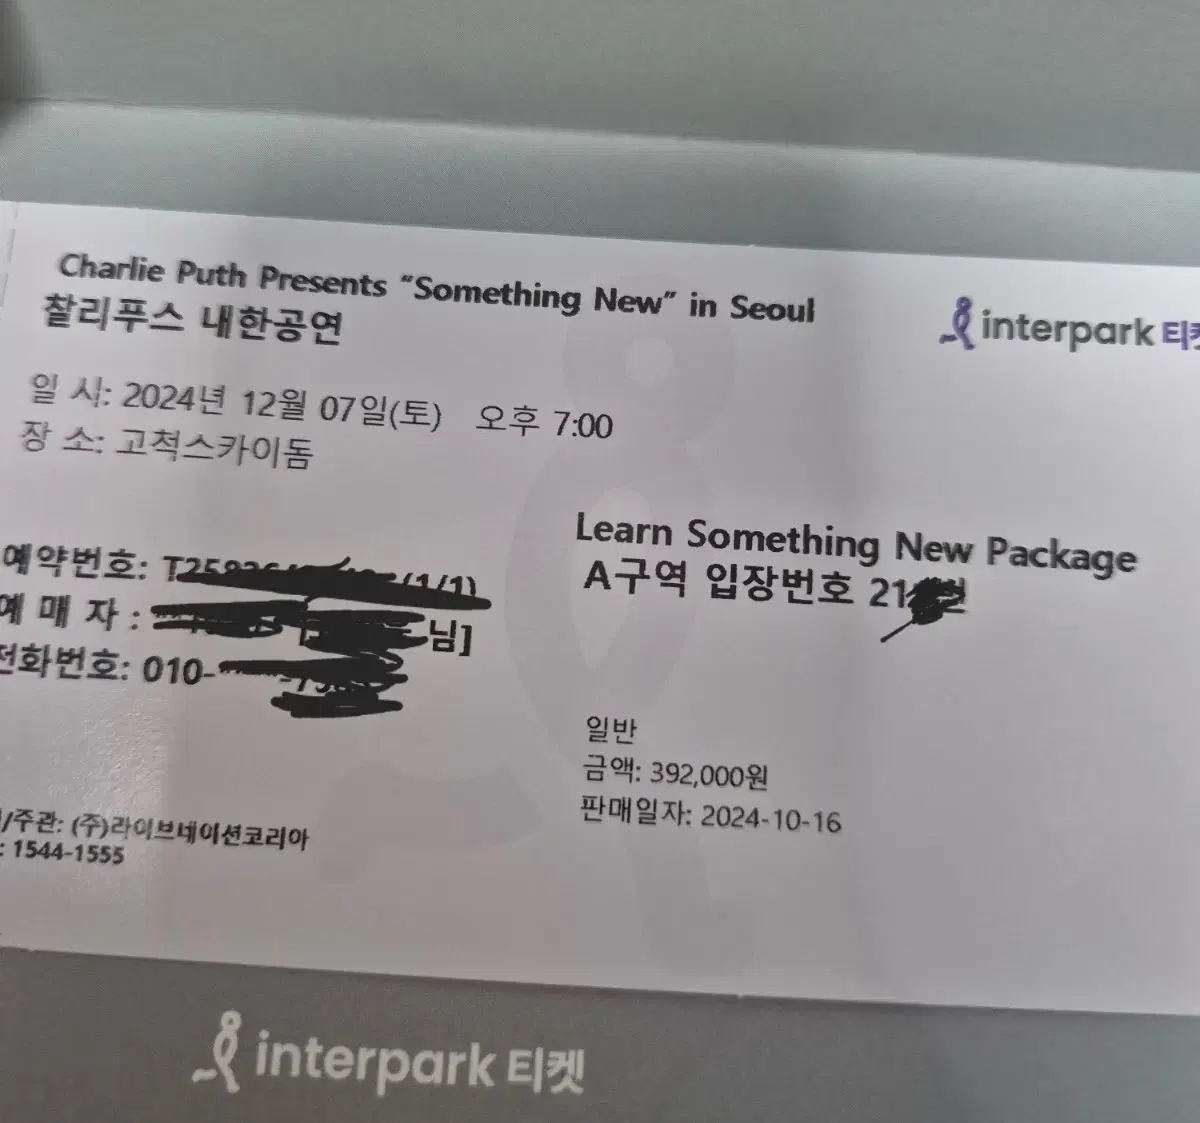 Charlie Puth Presents “Something New” in Seoul
찰리푸스 내한공연
interpark
일 시: 2024년 12월 07일(토) 오후 7:00
장 소: 고척스카이돔
Learn Something New Package
A구역 입장번호
예약번호: (1/1)
예 매 자 : 님]
전화번호: 010-
일반
금액: 392,000원
판매일자: 2024-10-16
/주관: (주)라이브네이션코리아
: 1544-1555
interpark 티켓